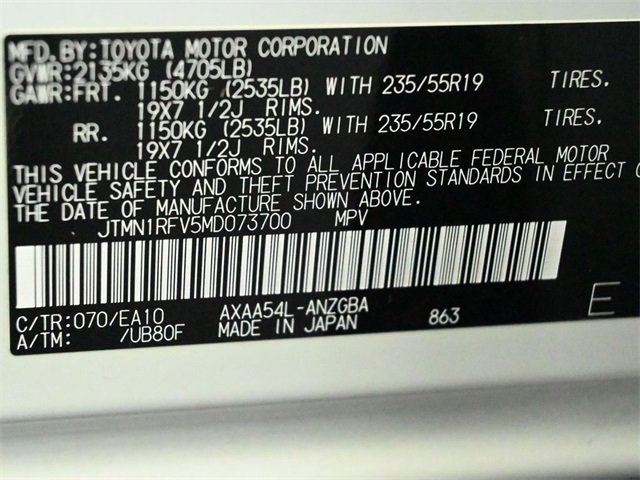 MFD.BY:TOYOTA MOTOR CORPORATION
GVWR:2135KG (4705LB)
GAWR:FRT. 1150KG (2535LB) WITH 235/55R19 TIRES.
19X7 1/2J RIMS.
RR. 1150KG (2535LB) WITH 235/55R19 TIRES.
19X7 1/2J RIMS.
THIS VEHICLE CONFORMS TO ALL APPLICABLE FEDERAL MOTOR
VEHICLE SAFETY AND THEFT PREVENTION STANDARDS IN EFFECT
THE DATE OF MANUFACTURE SHOWN ABOVE.
JTMN1RFV5MD073700 MPV
C/TR:070/EA10 AXAA54L-ANZGBA 863 E
A/TM: /UB80F MADE IN JAPAN